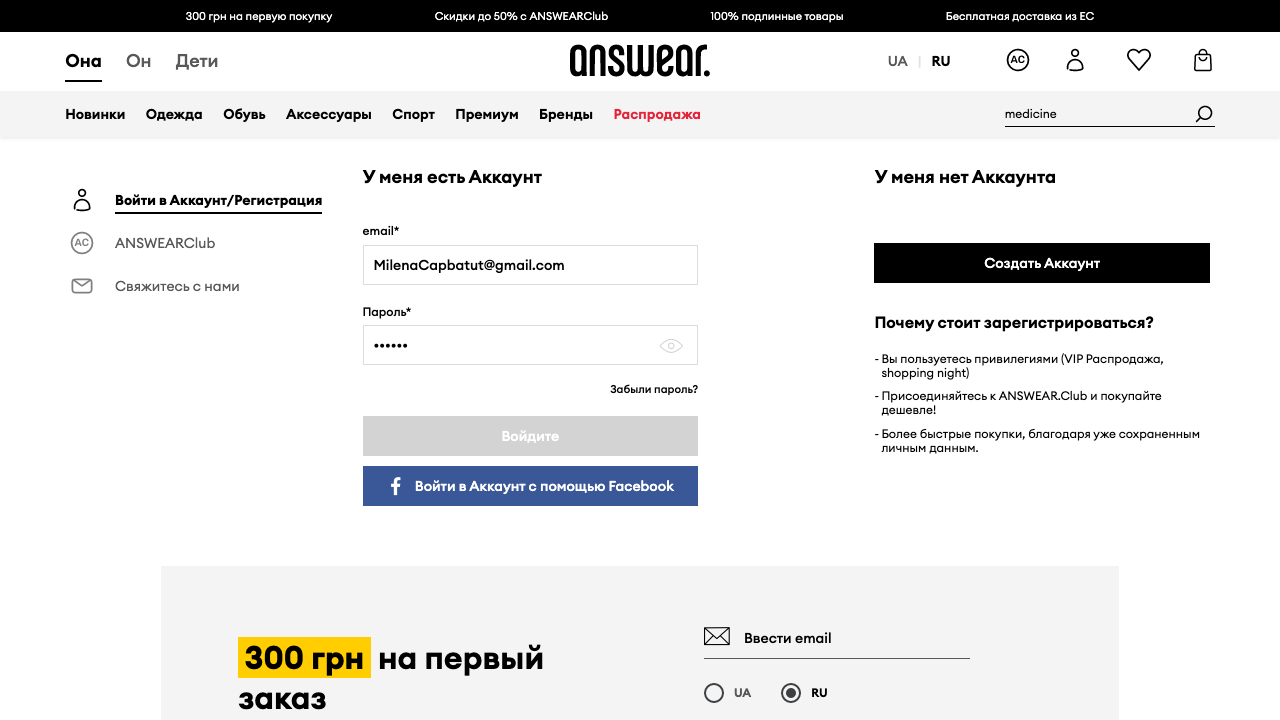 300 грн на первую покупку
Скидки до 50% с ANSWEARClub
100% подлинные товары
Бесплатная доставка из ЕС
Она
Он
Дети
answear.
UA | RU
AC
Новинки
Одежда
Обувь
Аксессуары
Спорт
Премиум
Бренды
Распродажа
medicine
Войти в Аккаунт/Регистрация
AC
ANSWEARClub
Свяжитесь с нами
У меня есть Аккаунт
email*
MilenaCapbatut@gmail.com
Пароль*
••••••
Забыли пароль?
Войдите
Войти в Аккаунт с помощью Facebook
У меня нет Аккаунта
Создать Аккаунт
Почему стоит зарегистрироваться?
- Вы пользуетесь привилегиями (VIP Распродажа,
shopping night)
- Присоединяйтесь к ANSWEAR.Club и покупайте
дешевле!
- Более быстрые покупки, благодаря уже сохраненным
личным данным.
300 грн на первый
заказ
Ввести email
UA
RU